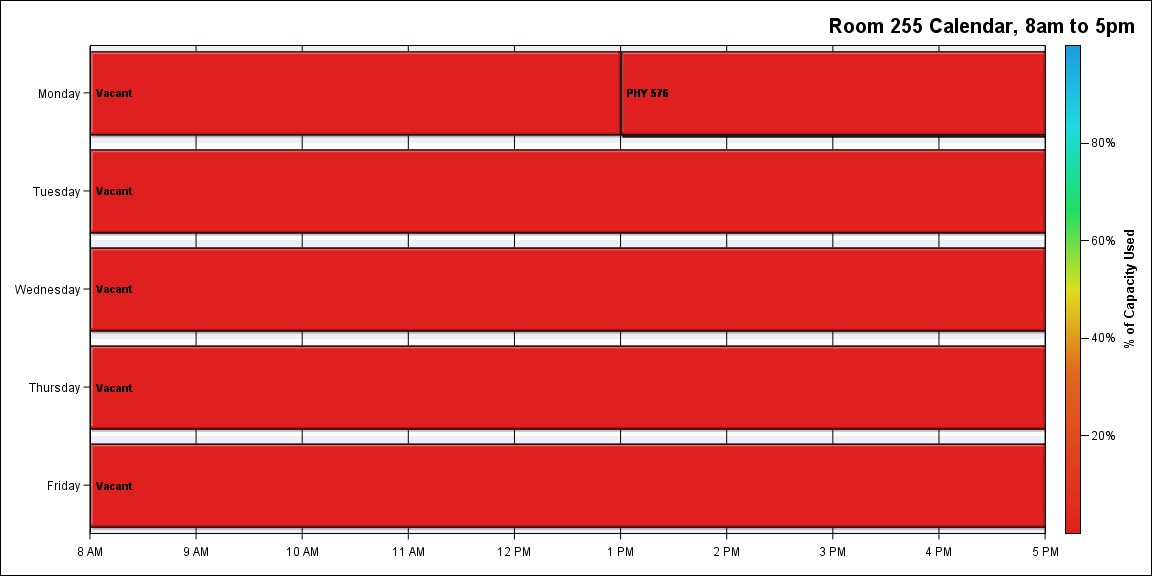 Room 255 Calendar, 8am to 5pm
Monday
Vacant
PHY 576
Tuesday
Vacant
Wednesday
Vacant
Thursday
Vacant
Friday
Vacant
8 AM 9 AM 10 AM 11 AM 12 PM 1 PM 2 PM 3 PM 4 PM 5 PM
80%
60%
40%
20%
% of Capacity Used